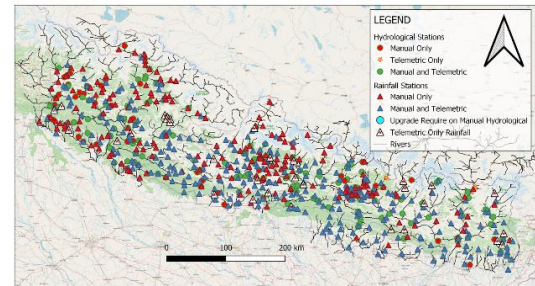 LEGEND
Hydrological Stations
Manual Only
Telemetric Only
Manual and Telemetric
Rainfall Stations
Manual Only
Manual and Telemetric
Upgrade Require on Manual Hydrological
Telemetric Only Rainfall
Rivers
0 100 200 km